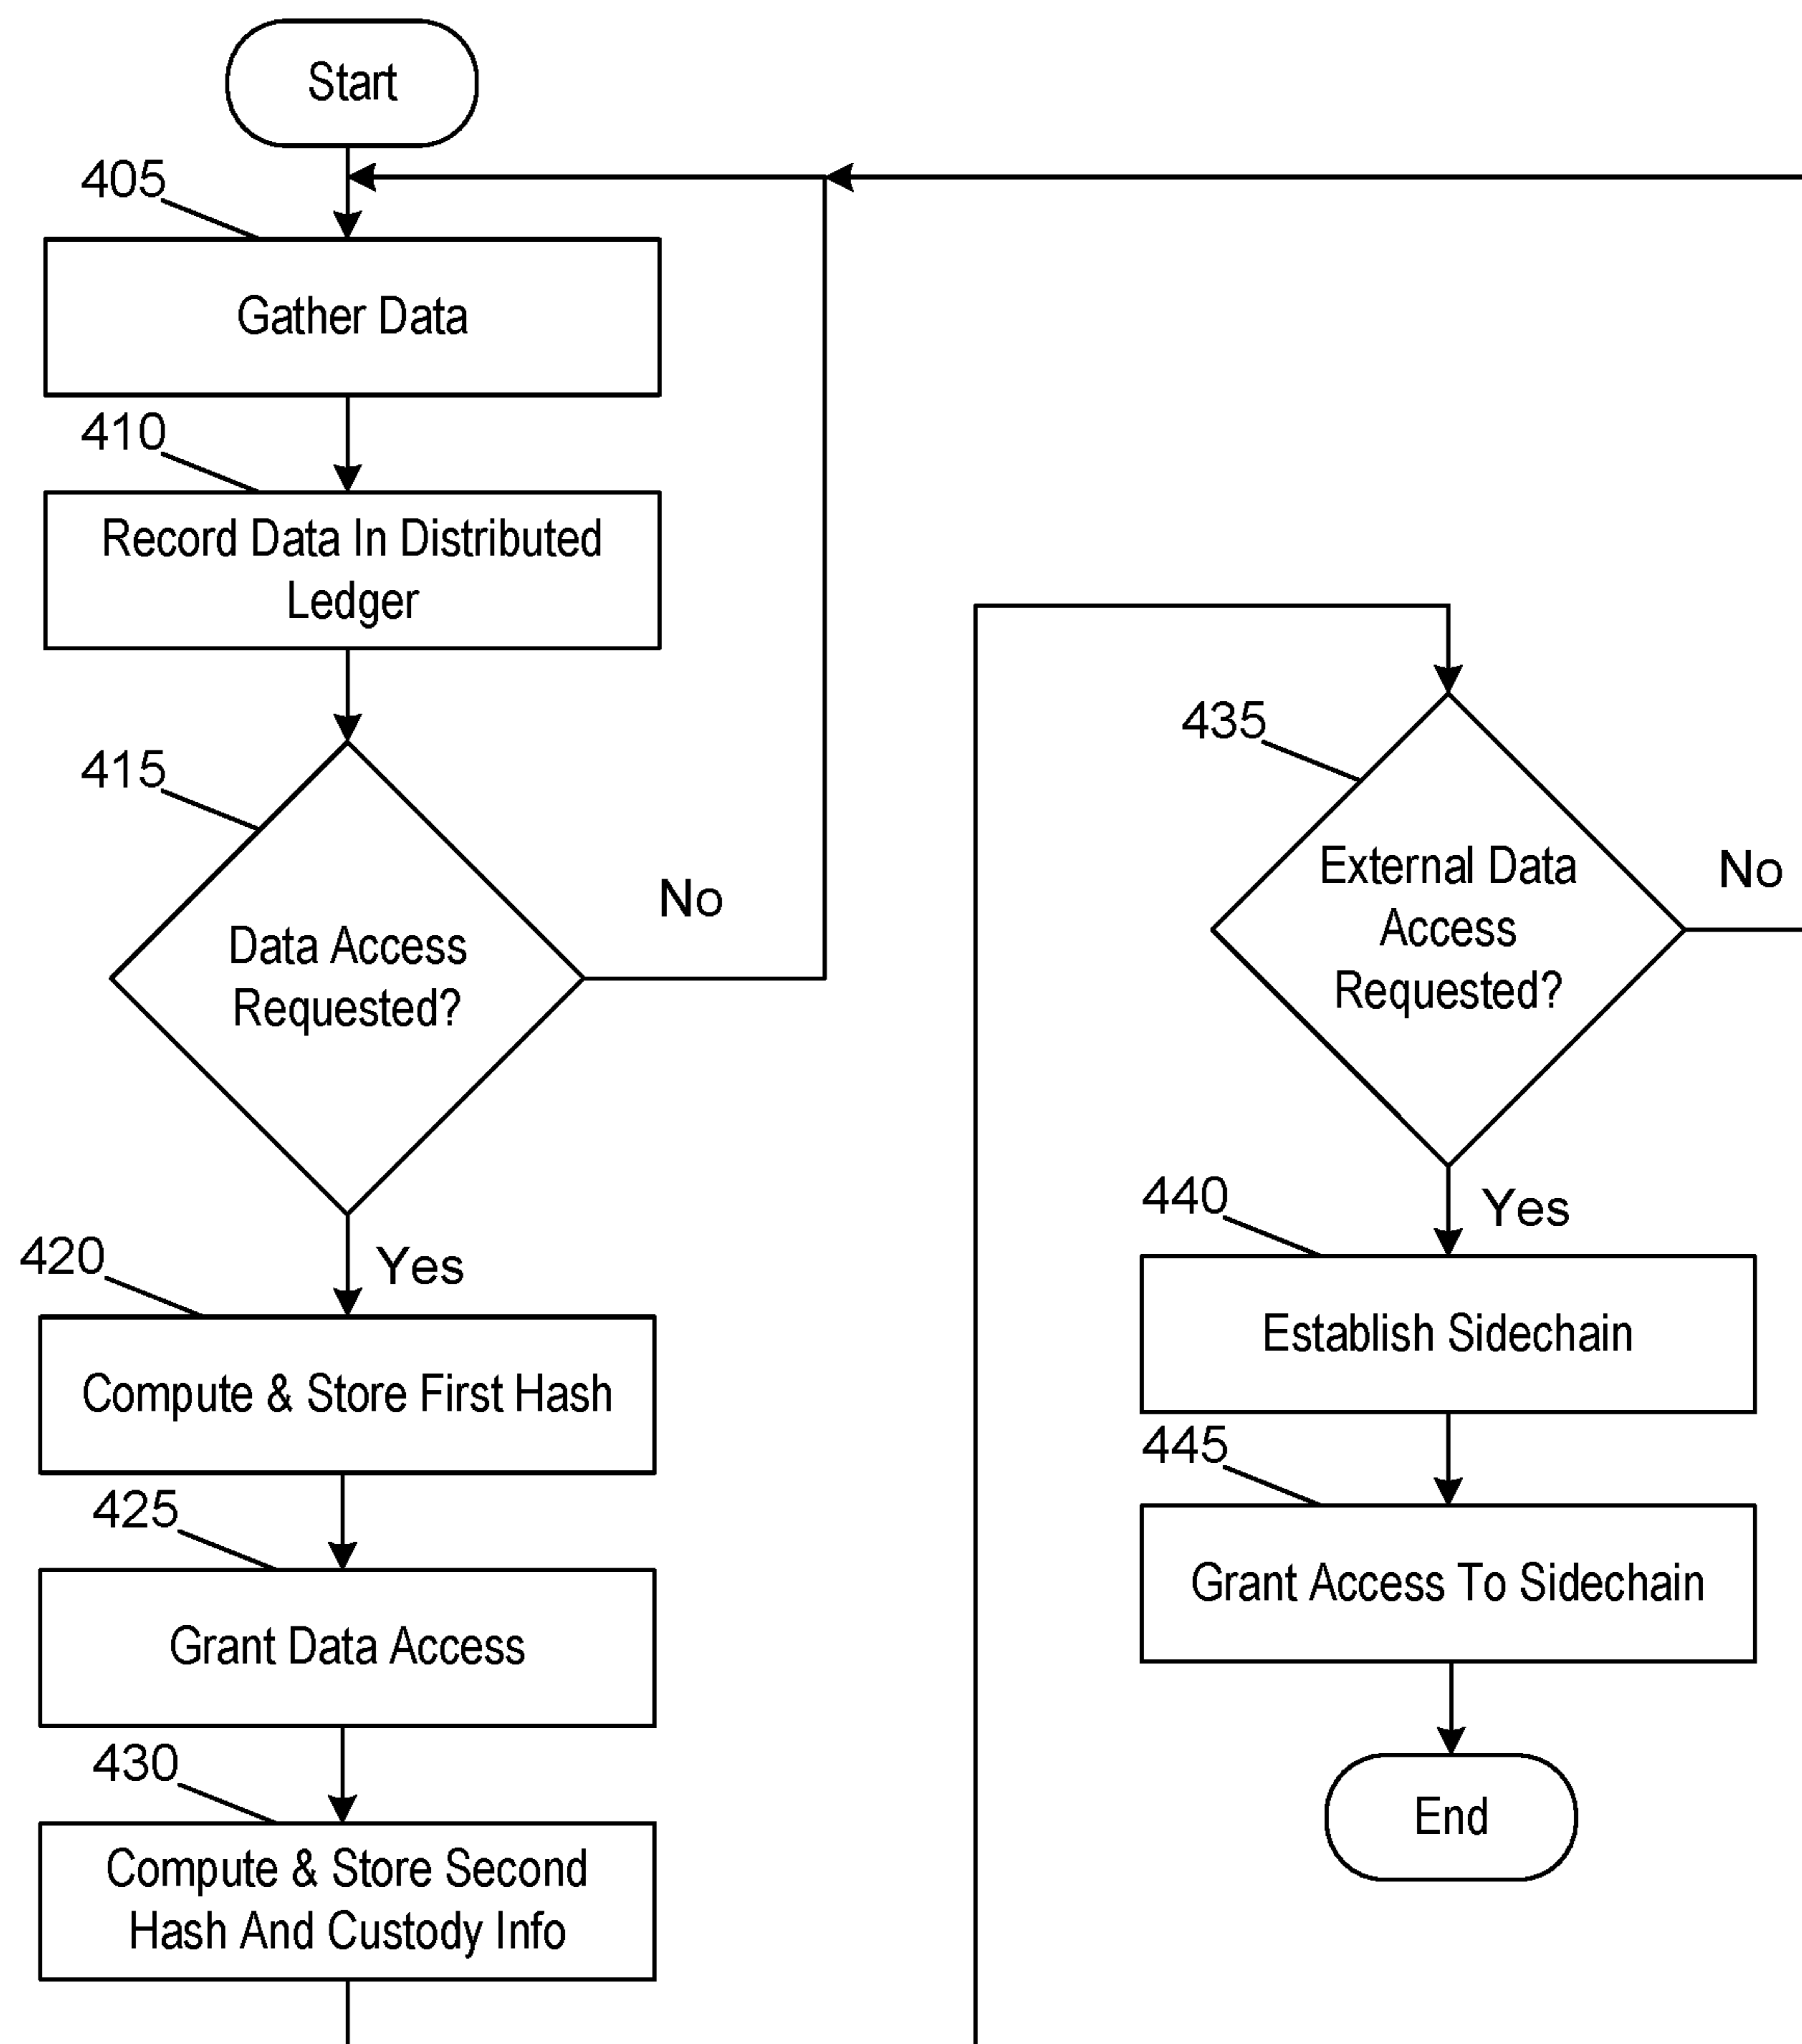 Start
405
Gather Data
410
Record Data In Distributed
Ledger
415
Data Access
Requested?
No
Yes
420
Compute & Store First Hash
425
Grant Data Access
430
Compute & Store Second
Hash And Custody Info
435
External Data
Access
Requested?
No
Yes
440
Establish Sidechain
445
Grant Access To Sidechain
End